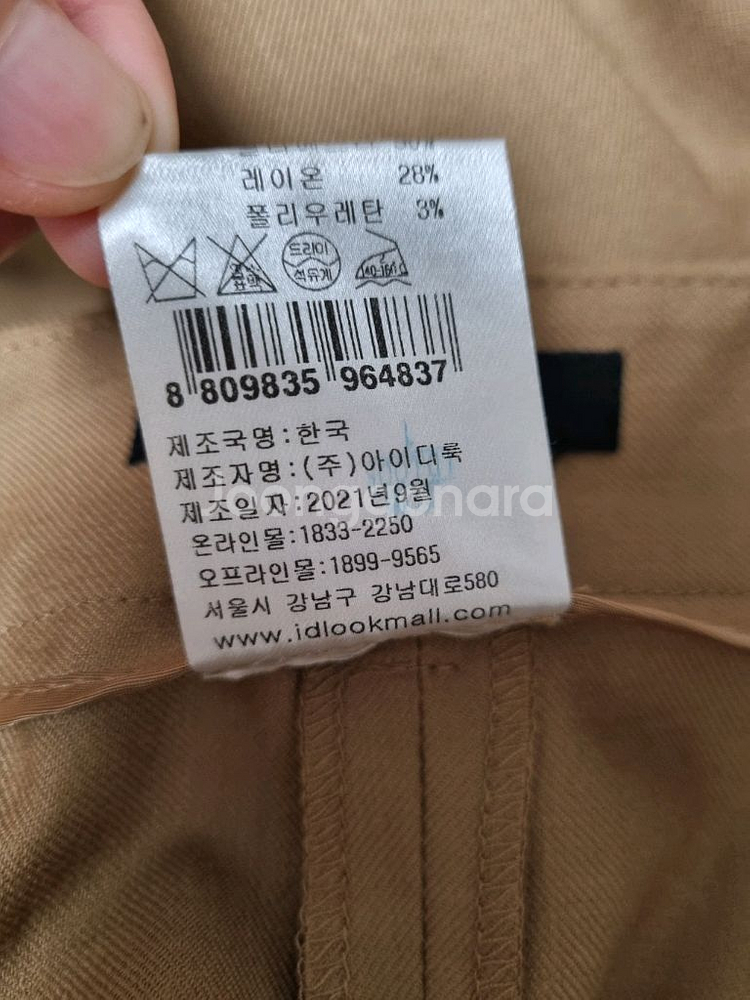 레이온 28%
폴리우레탄 3%
드라이
석유계
140-160℃
8 809835 964837
제조국명:한국
제조자명:(주)아이디룩
제조일자:2021년9월
온라인몰:1833-2250
오프라인몰:1899-9565
서울시 강남구 강남대로580
www.idlookmall.com
Joonggonara